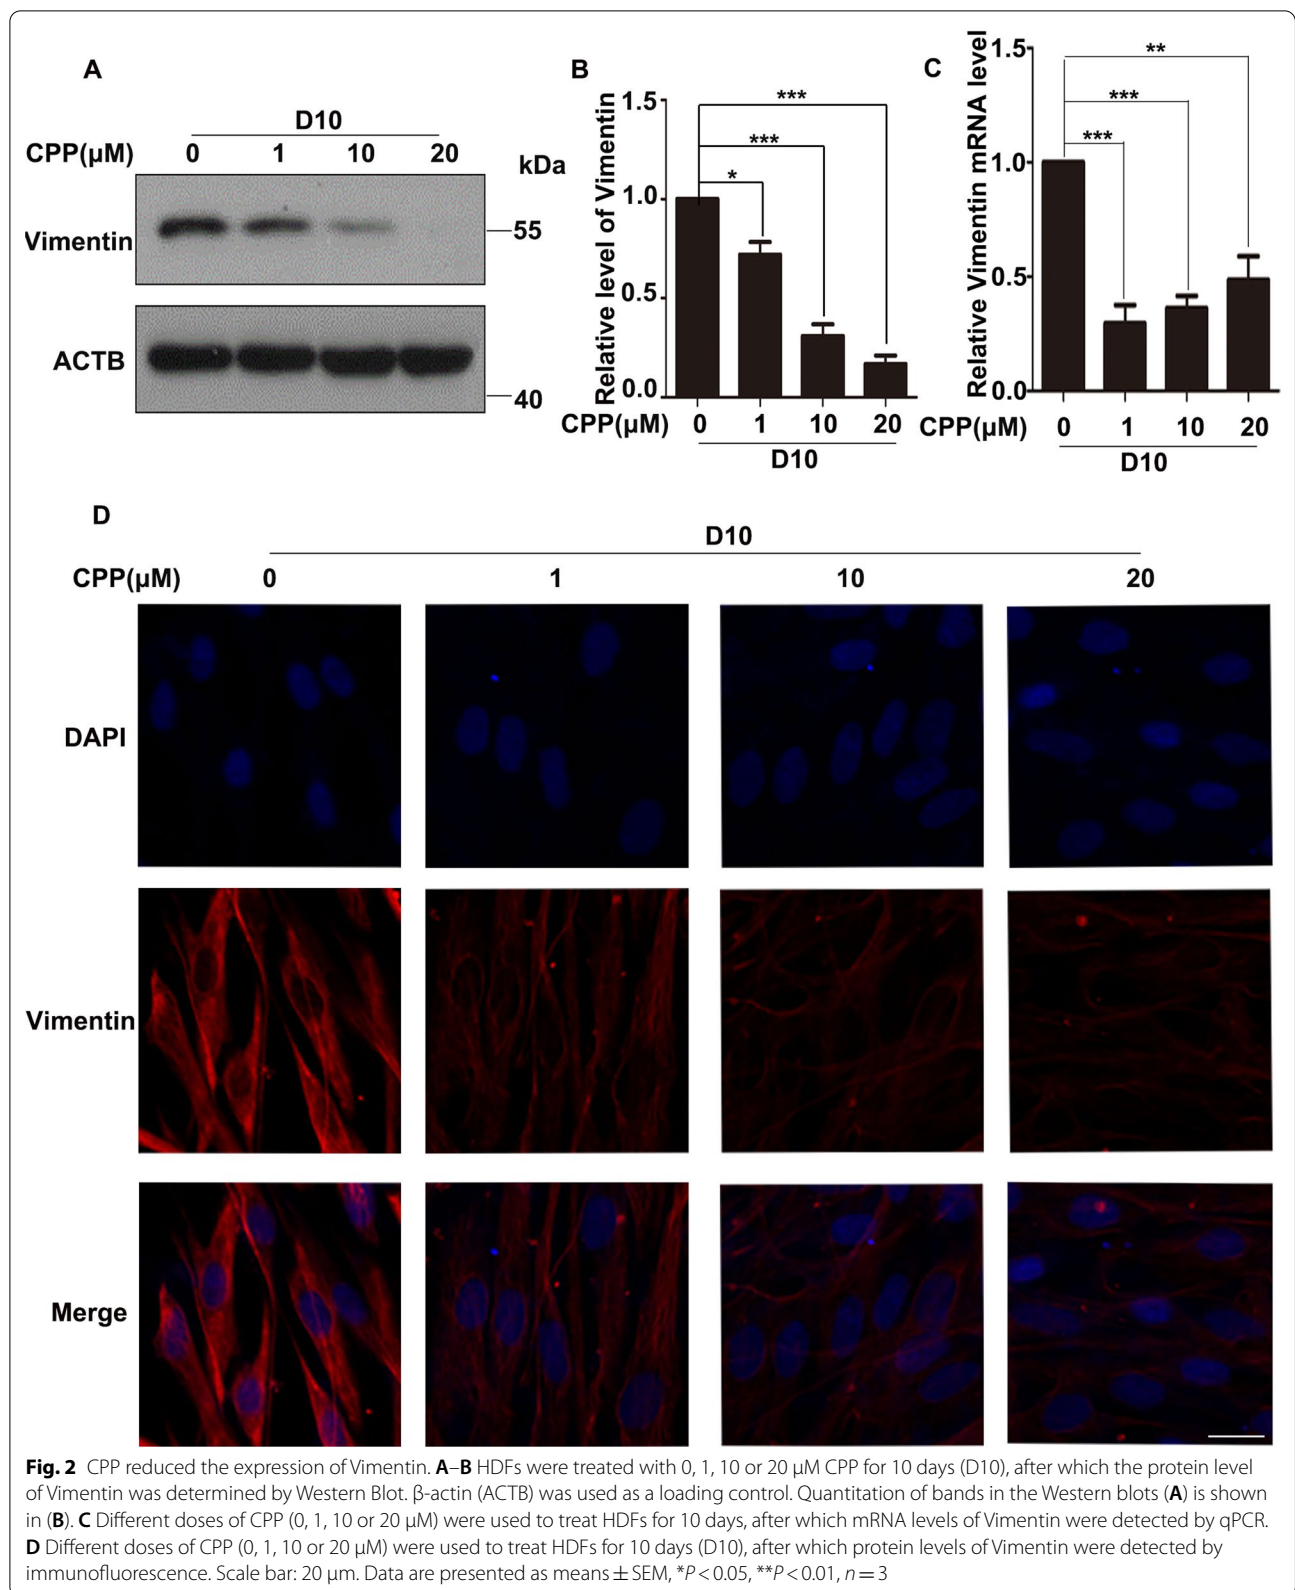 A
D10
CPP(μM) 0 1 10 20
kDa
Vimentin
55
ACTB
40
B
Relative level of Vimentin
1.5
1.0
0.5
0.0
***
***
*
CPP(μM) 0 1 10 20
D10
C
Relative Vimentin mRNA level
1.5
1.0
0.5
0.0
**
***
***
CPP(μM) 0 1 10 20
D10
D
D10
CPP(μM) 0 1 10 20
DAPI
Vimentin
Merge
Fig. 2 CPP reduced the expression of Vimentin. A–B HDFs were treated with 0, 1, 10 or 20 μM CPP for 10 days (D10), after which the protein level
of Vimentin was determined by Western Blot. β-actin (ACTB) was used as a loading control. Quantitation of bands in the Western blots (A) is shown
in (B). C Different doses of CPP (0, 1, 10 or 20 μM) were used to treat HDFs for 10 days, after which mRNA levels of Vimentin were detected by qPCR.
D Different doses of CPP (0, 1, 10 or 20 μM) were used to treat HDFs for 10 days (D10), after which protein levels of Vimentin were detected by
immunofluorescence. Scale bar: 20 μm. Data are presented as means ± SEM, *P < 0.05, **P < 0.01, n = 3